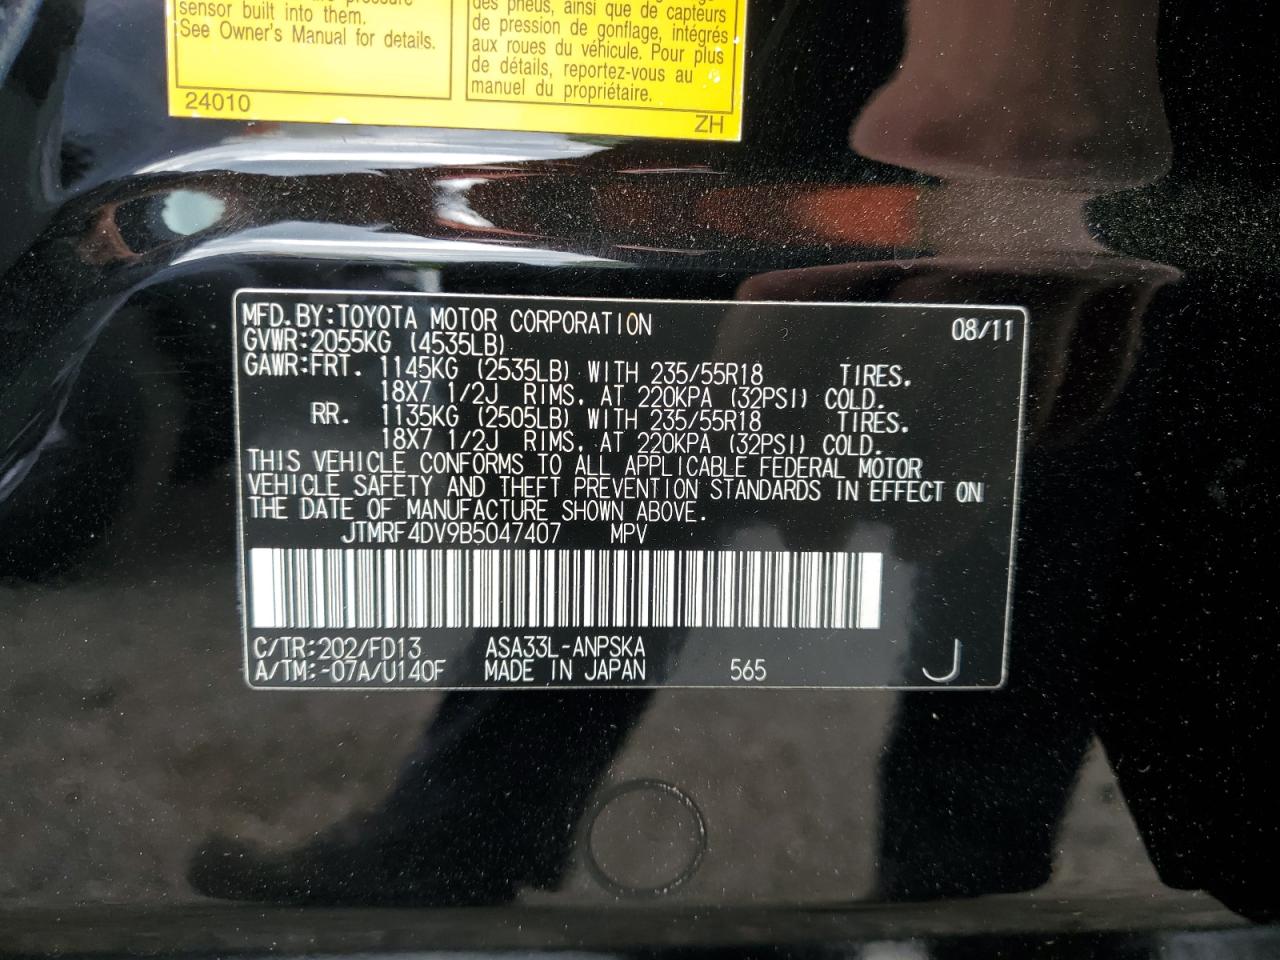 sensor built into them.
See Owner's Manual for details.
24010
des pneus, ainsi que de capteurs
de pression de gonflage, intégrés
aux roues du véhicule. Pour plus
de détails, reportez-vous au
manuel du propriétaire.
ZH
MFD.BY:TOYOTA MOTOR CORPORATION 08/11
GVWR:2055KG (4535LB)
GAWR:FRT. 1145KG (2535LB) WITH 235/55R18 TIRES.
18X7 1/2J RIMS, AT 220KPA (32PSI) COLD.
RR. 1135KG (2505LB) WITH 235/55R18 TIRES.
18X7 1/2J RIMS, AT 220KPA (32PSI) COLD.
THIS VEHICLE CONFORMS TO ALL APPLICABLE FEDERAL MOTOR
VEHICLE SAFETY AND THEFT PREVENTION STANDARDS IN EFFECT ON
THE DATE OF MANUFACTURE SHOWN ABOVE.
JTMRF4DV9B5047407 MPV
C/TR:202/FD13 ASA33L-ANPSKA
A/TM:-07A/U140F MADE IN JAPAN 565 J